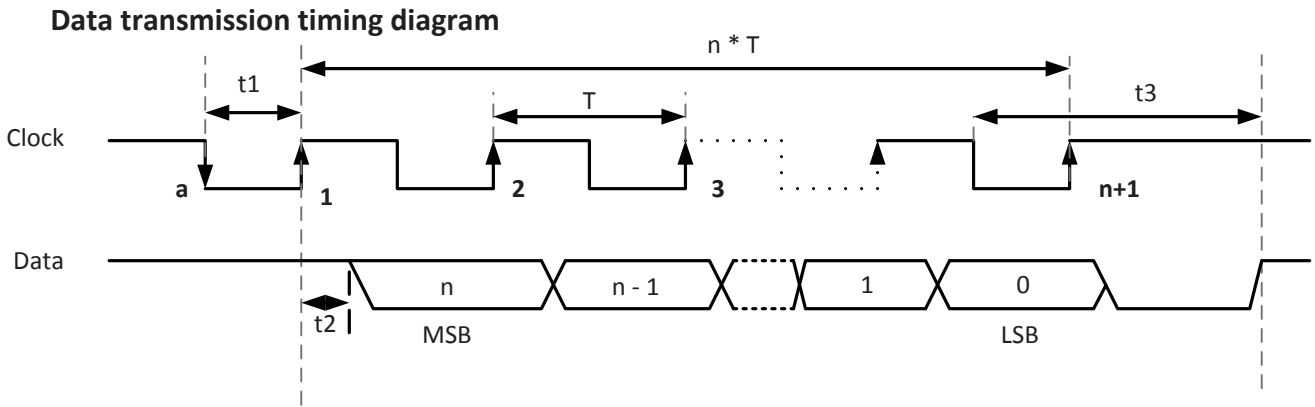 Data transmission timing diagram
n * T
t1
T
t3
Clock
a
1
2
3
n+1
Data
n
n - 1
1
0
t2
MSB
LSB